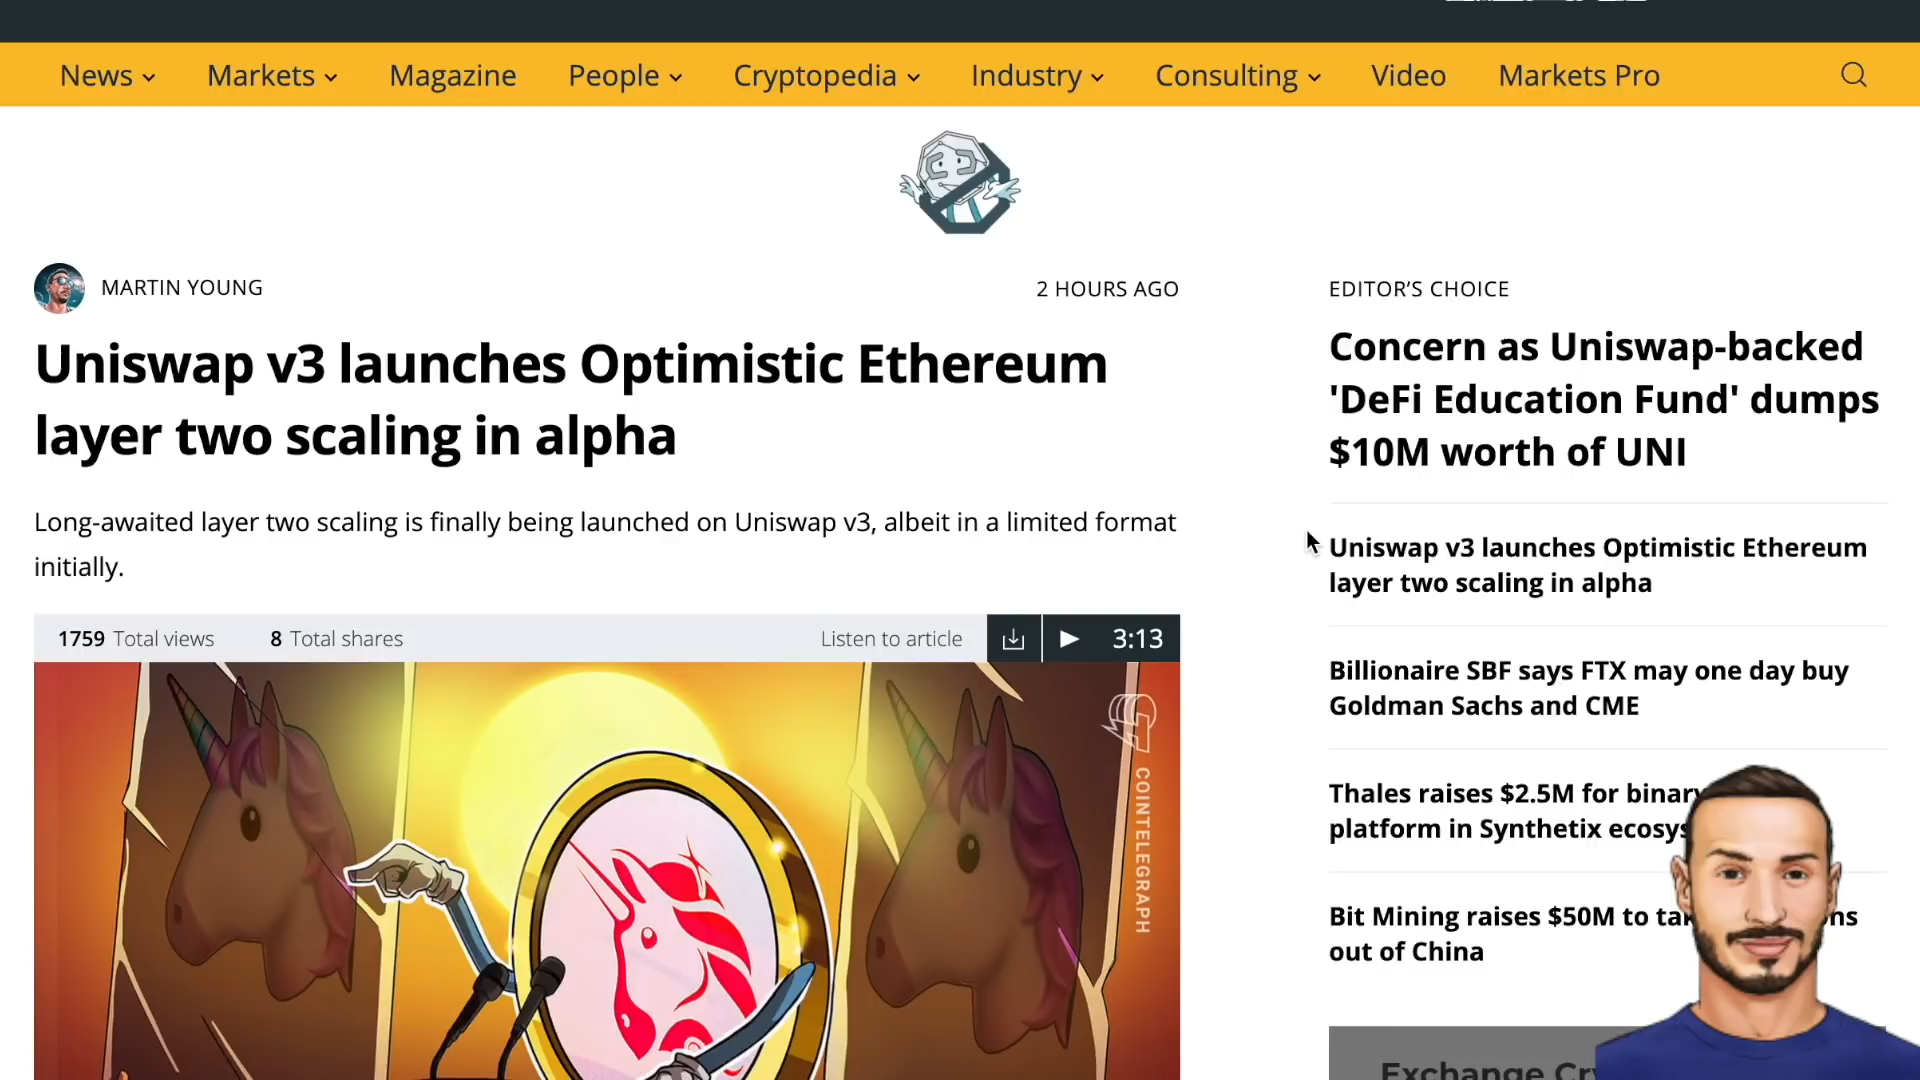 News
Markets
Magazine
People
Cryptopedia
Industry
Consulting
Video
Markets Pro
MARTIN YOUNG
2 HOURS AGO
Uniswap v3 launches Optimistic Ethereum
layer two scaling in alpha
Long-awaited layer two scaling is finally being launched on Uniswap v3, albeit in a limited format
initially.
1759 Total views
8 Total shares
Listen to article
3:13
COINTELEGRAPH
EDITOR'S CHOICE
Concern as Uniswap-backed
'DeFi Education Fund' dumps
$10M worth of UNI
Uniswap v3 launches Optimistic Ethereum
layer two scaling in alpha
Billionaire SBF says FTX may one day buy
Goldman Sachs and CME
Thales raises $2.5M for
platform in Synthetix
Bit Mining raises $50M to
out of China
Exchange